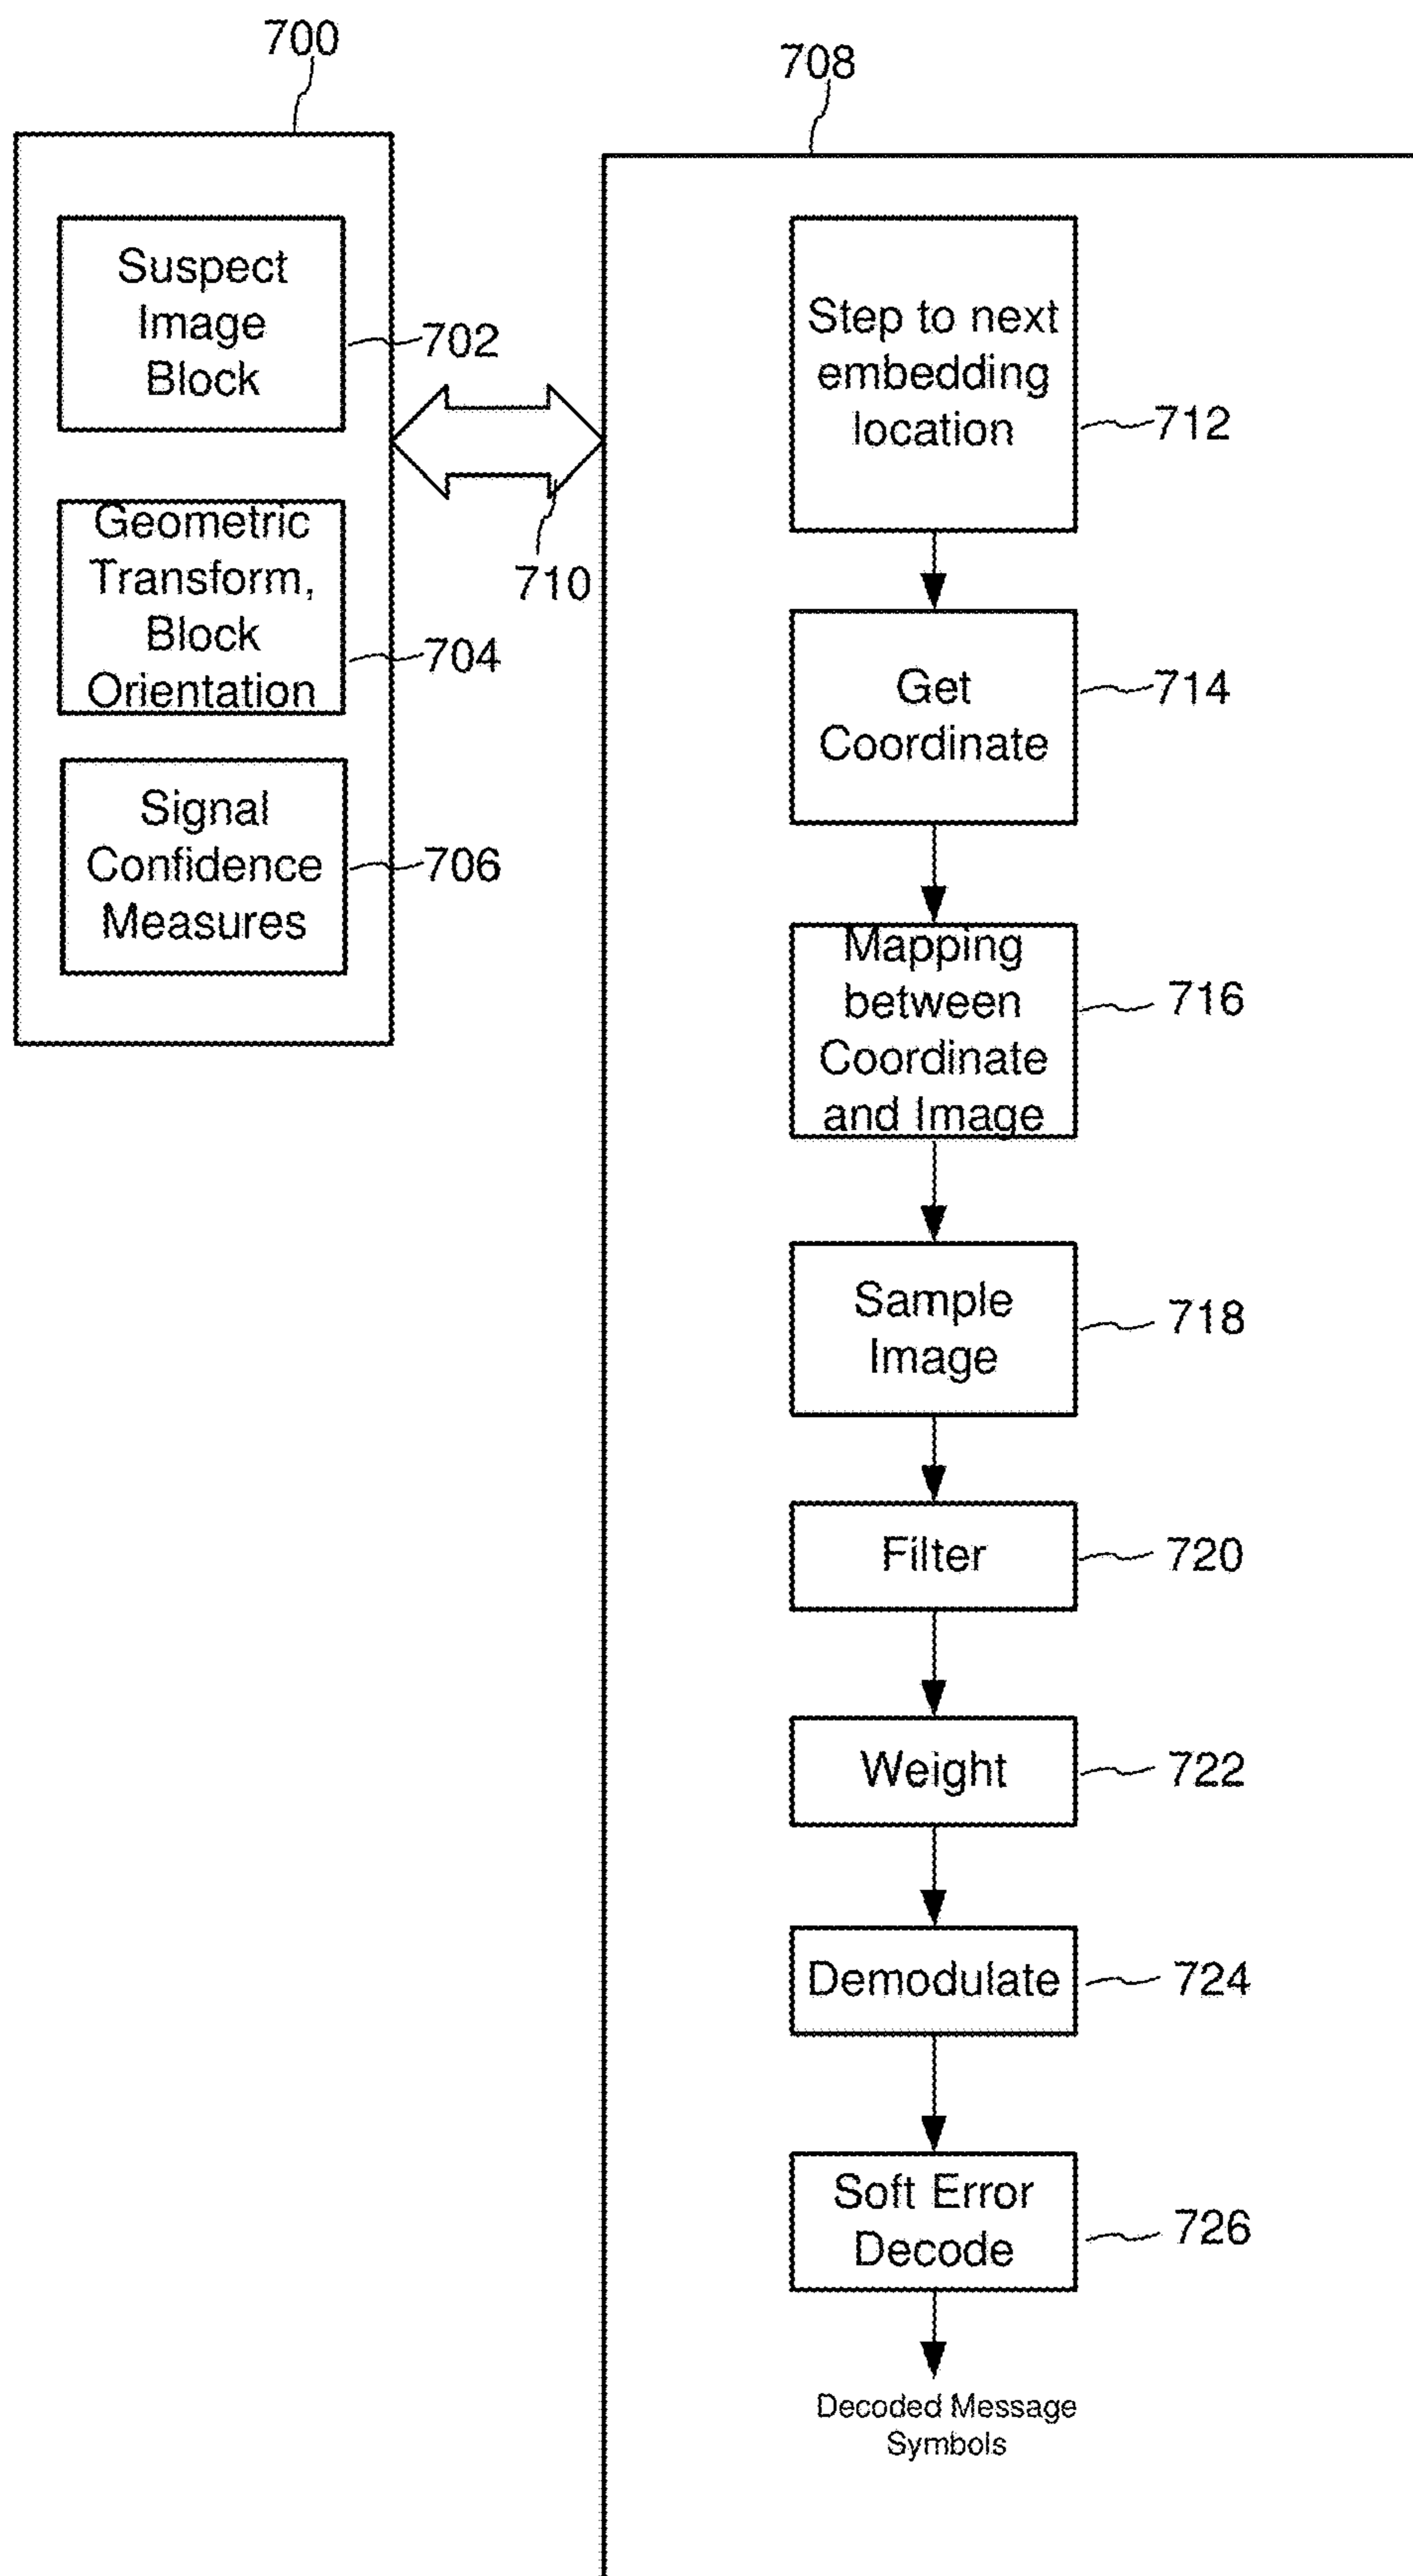 700
Suspect
Image
Block
702
Geometric
Transform,
Block
Orientation
704
Signal
Confidence
Measures
706
710
708
Step to next
embedding
location
712
Get
Coordinate
714
Mapping
between
Coordinate
and Image
716
Sample
Image
718
Filter
720
Weight
722
Demodulate
724
Soft Error
Decode
726
Decoded Message
Symbols